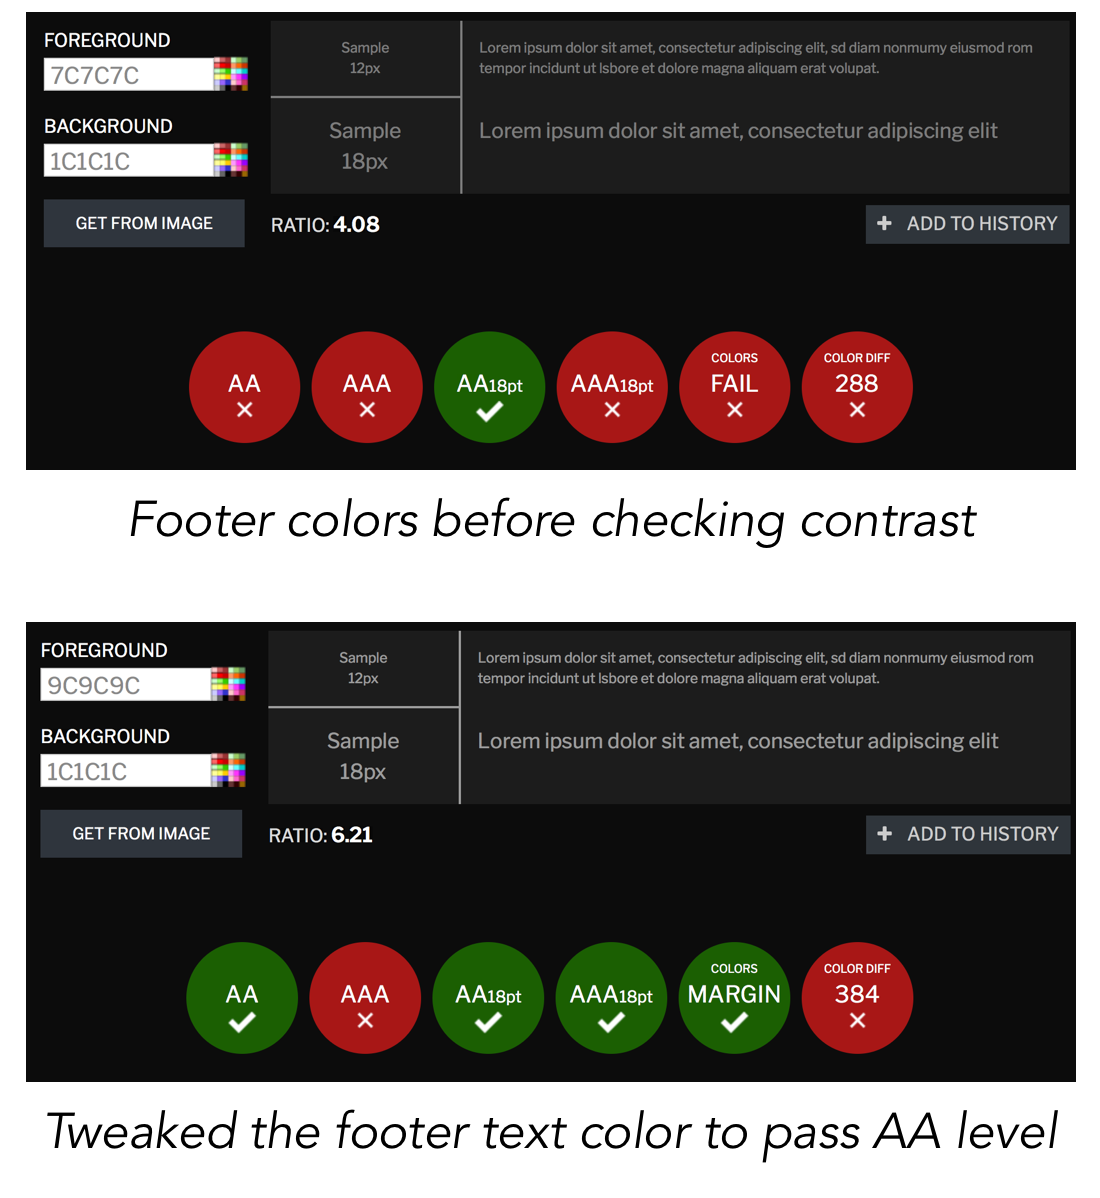 FOREGROUND
7C7C7C
BACKGROUND
1C1C1C
GET FROM IMAGE
Sample
12px
Lorem ipsum dolor sit amet, consectetur adipiscing elit, sd diam nonmumy eiusmod rom
tempor incidunt ut lsbore et dolore magna aliquam erat volupat.
Sample
18px
Lorem ipsum dolor sit amet, consectetur adipiscing elit
RATIO: 4.08
+ ADD TO HISTORY
AA
AAA
AA18pt
AAA18pt
COLORS
FAIL
COLOR DIFF
288
Footer colors before checking contrast
FOREGROUND
9C9C9C
BACKGROUND
1C1C1C
GET FROM IMAGE
Sample
12px
Lorem ipsum dolor sit amet, consectetur adipiscing elit, sd diam nonmumy eiusmod rom
tempor incidunt ut lsbore et dolore magna aliquam erat volupat.
Sample
18px
Lorem ipsum dolor sit amet, consectetur adipiscing elit
RATIO: 6.21
+ ADD TO HISTORY
AA
AAA
AA18pt
AAA18pt
COLORS
MARGIN
COLOR DIFF
384
Tweaked the footer text color to pass AA level